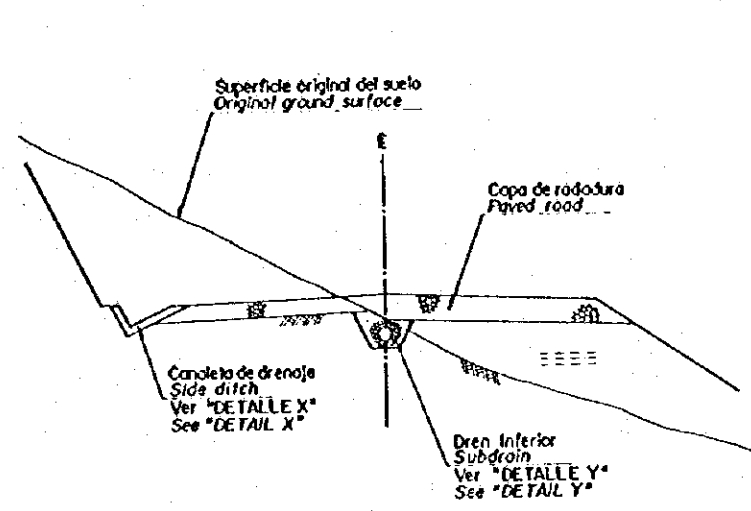 Superficie original del suelo
Original ground surface
℄
Capa de rodadura
Paved road
Canaleta de drenaje
Side ditch
Ver "DETALLE X"
See "DETAIL X"
Dren Inferior
Subdrain
Ver "DETALLE Y"
See "DETAIL Y"